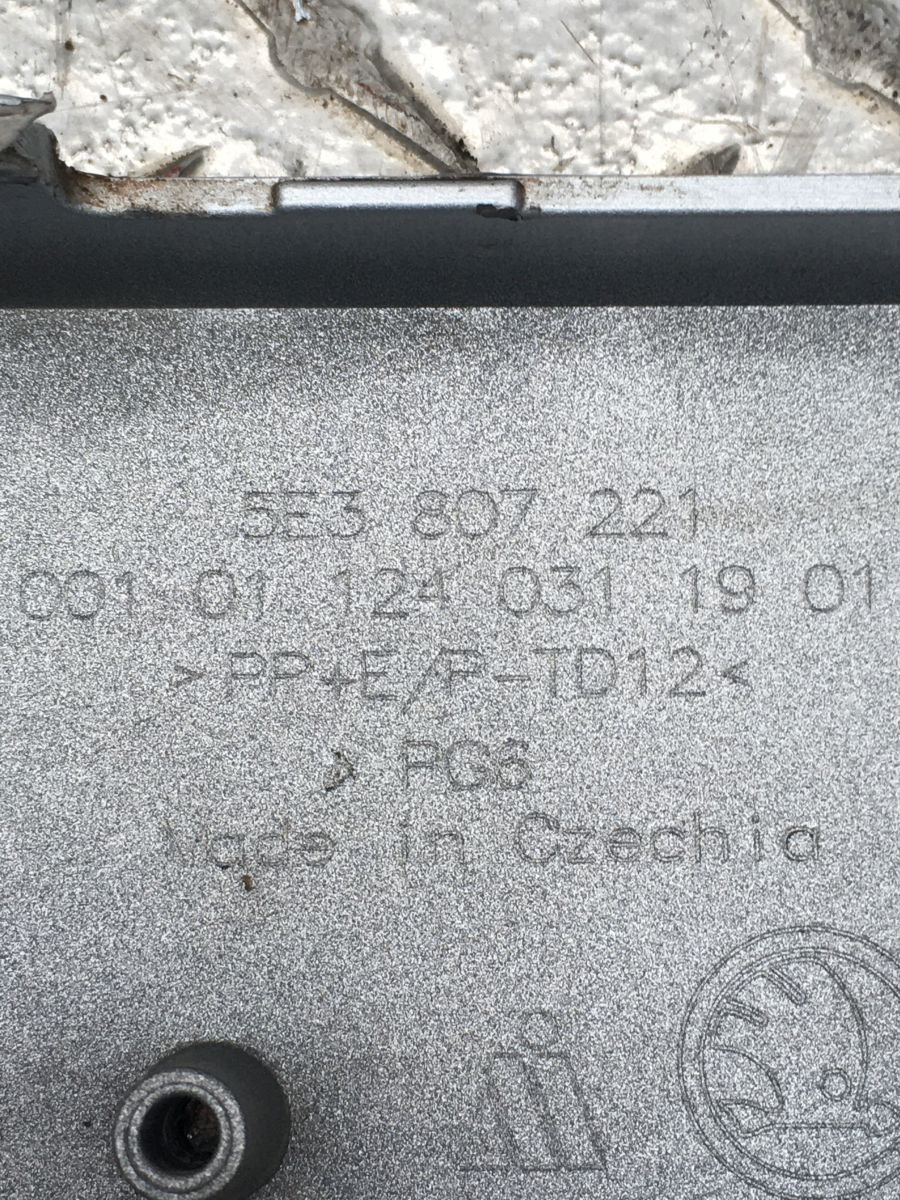 5E3 807 221
001 01 124 031 19 01
>PP+E/P-TD12<
> PG6
Made in Czechia